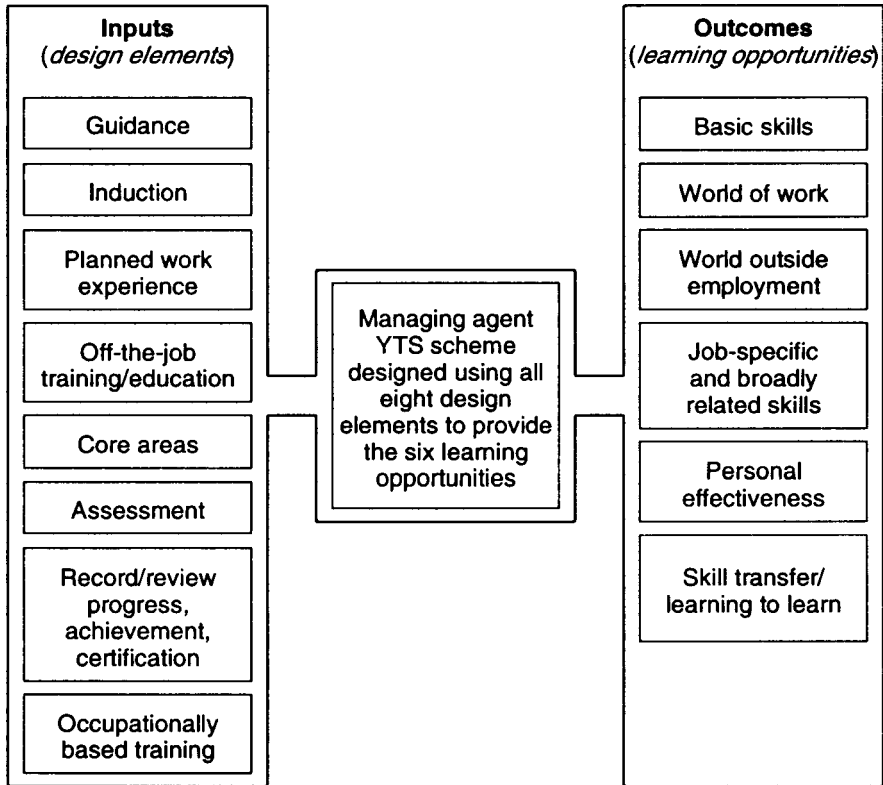 Inputs
(design elements)
Guidance
Induction
Planned work
experience
Off-the-job
training/education
Core areas
Assessment
Record/review
progress,
achievement,
certification
Occupationally
based training
Managing agent
YTS scheme
designed using all
eight design
elements to provide
the six learning
opportunities
Outcomes
(learning opportunities)
Basic skills
World of work
World outside
employment
Job-specific
and broadly
related skills
Personal
effectiveness
Skill transfer/
learning to learn